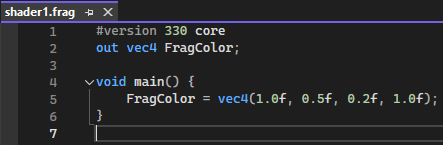 shader1.frag
1 #version 330 core
2 out vec4 FragColor;
3
4 void main() {
5 FragColor = vec4(1.0f, 0.5f, 0.2f, 1.0f);
6 }
7